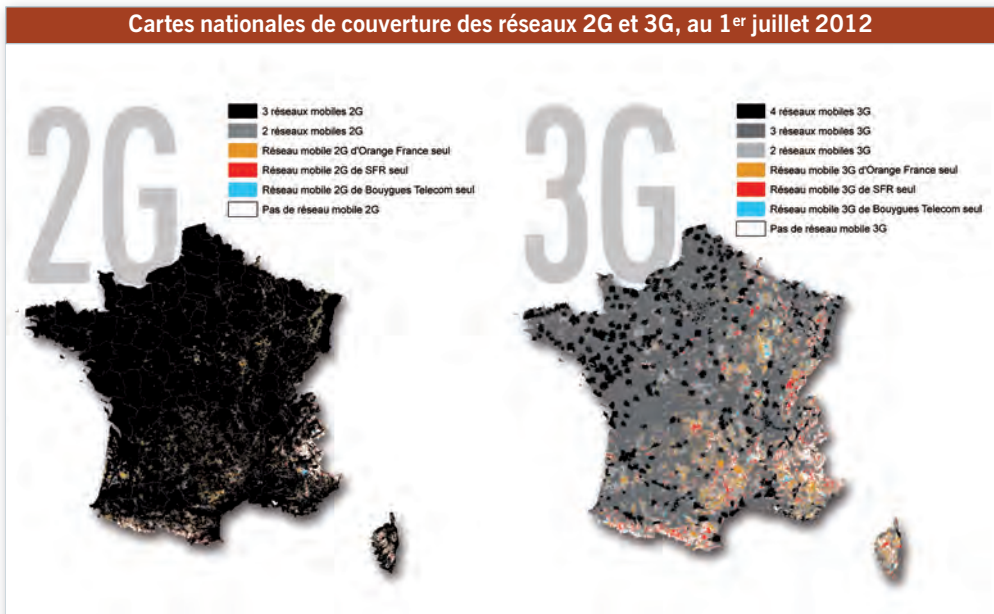 Cartes nationales de couverture des réseaux 2G et 3G, au 1er juillet 2012
2G
3 réseaux mobiles 2G
2 réseaux mobiles 2G
Réseau mobile 2G d'Orange France seul
Réseau mobile 2G de SFR seul
Réseau mobile 2G de Bouygues Telecom seul
Pas de réseau mobile 2G
3G
4 réseaux mobiles 3G
3 réseaux mobiles 3G
2 réseaux mobiles 3G
Réseau mobile 3G d'Orange France seul
Réseau mobile 3G de SFR seul
Réseau mobile 3G de Bouygues Telecom seul
Pas de réseau mobile 3G